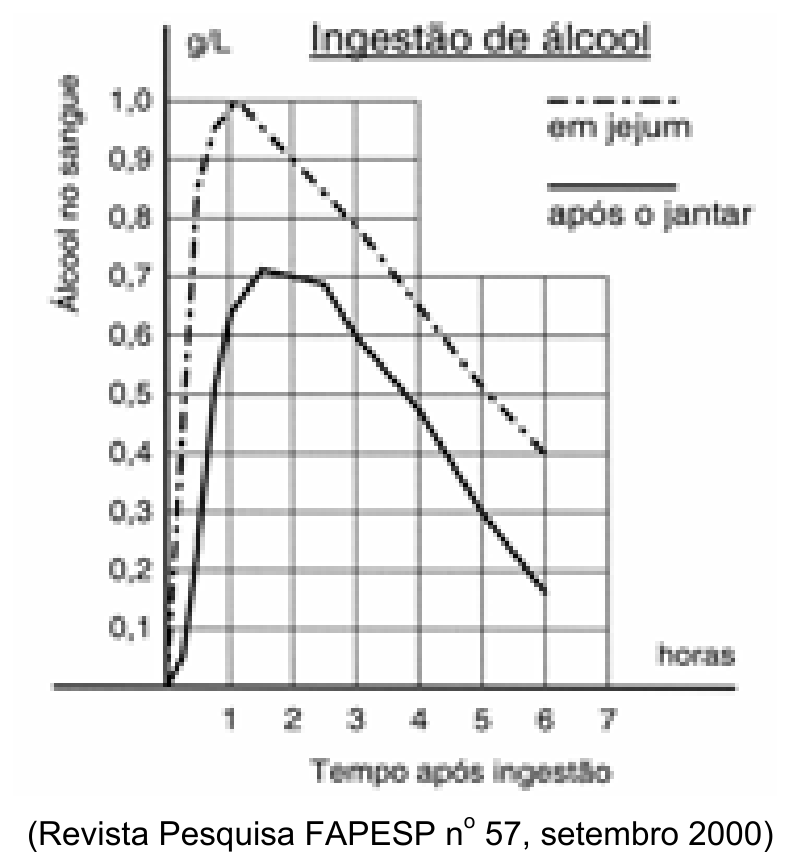 g/L
Ingestão de álcool
em jejum
após o jantar
Álcool no sangue
1,0
0,9
0,8
0,7
0,6
0,5
0,4
0,3
0,2
0,1
horas
1 2 3 4 5 6 7
Tempo após ingestão
(Revista Pesquisa FAPESP nº 57, setembro 2000)